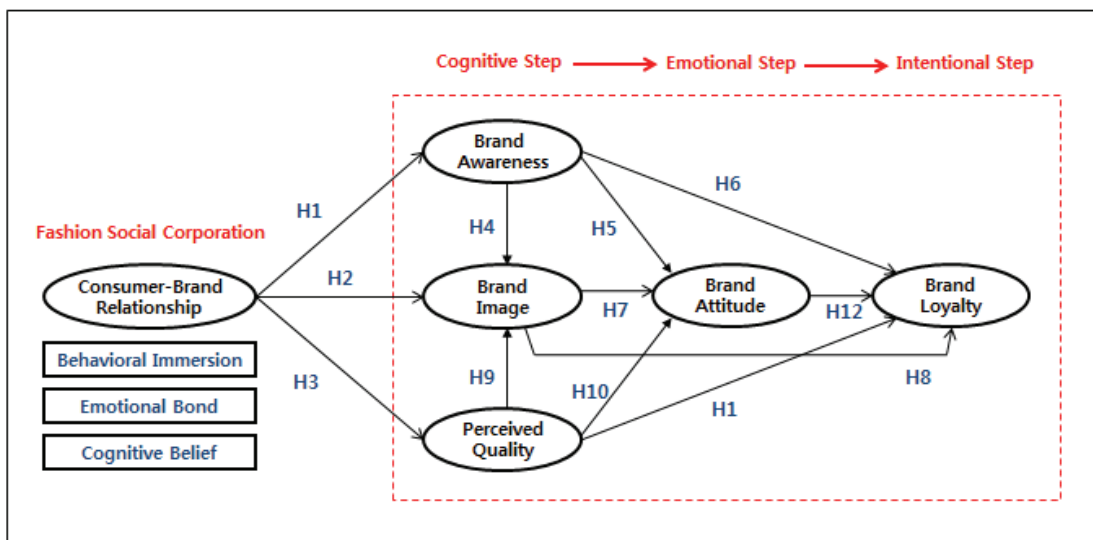 Cognitive Step
Emotional Step
Intentional Step
Brand
Awareness
H6
H1
H4
H5
Fashion Social Corporation
Consumer-Brand
Relationship
H2
Brand
Image
H7
Brand
Attitude
H12
Brand
Loyalty
Behavioral Immersion
Emotional Bond
Cognitive Belief
H3
H9
H10
H1
H8
Perceived
Quality